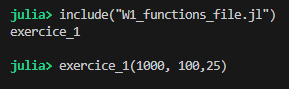 julia> include("W1_functions_file.jl")
exercice_1
julia> exercice_1(1000, 100,25)